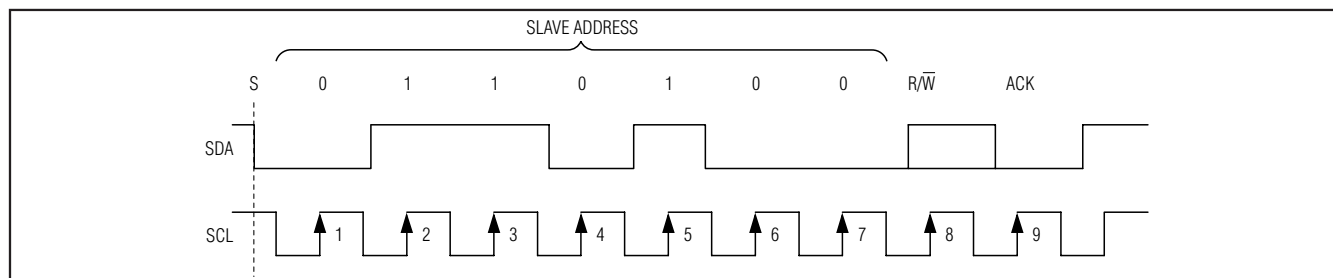 SLAVE ADDRESS
S 0 1 1 0 1 0 0 R/W̅ ACK
SDA
SCL 1 2 3 4 5 6 7 8 9